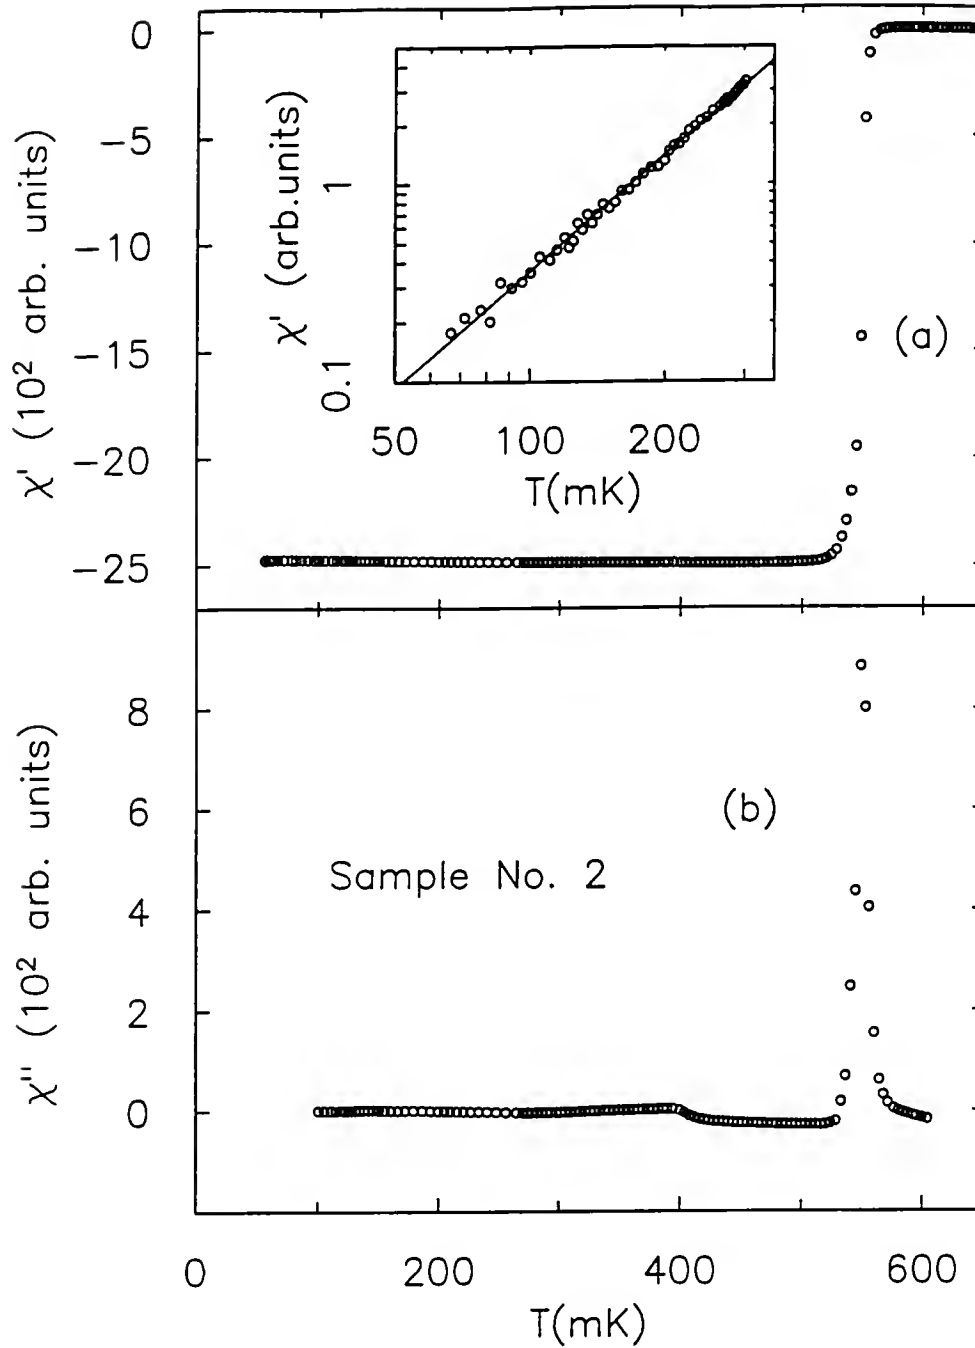 0
−5
−10
−15
−20
−25
χ' (10² arb. units)
(a)
χ' (arb.units)
1
0.1
50 100 200
T(mK)
8
6
4
2
0
χ'' (10² arb. units)
(b)
Sample No. 2
0 200 400 600
T(mK)